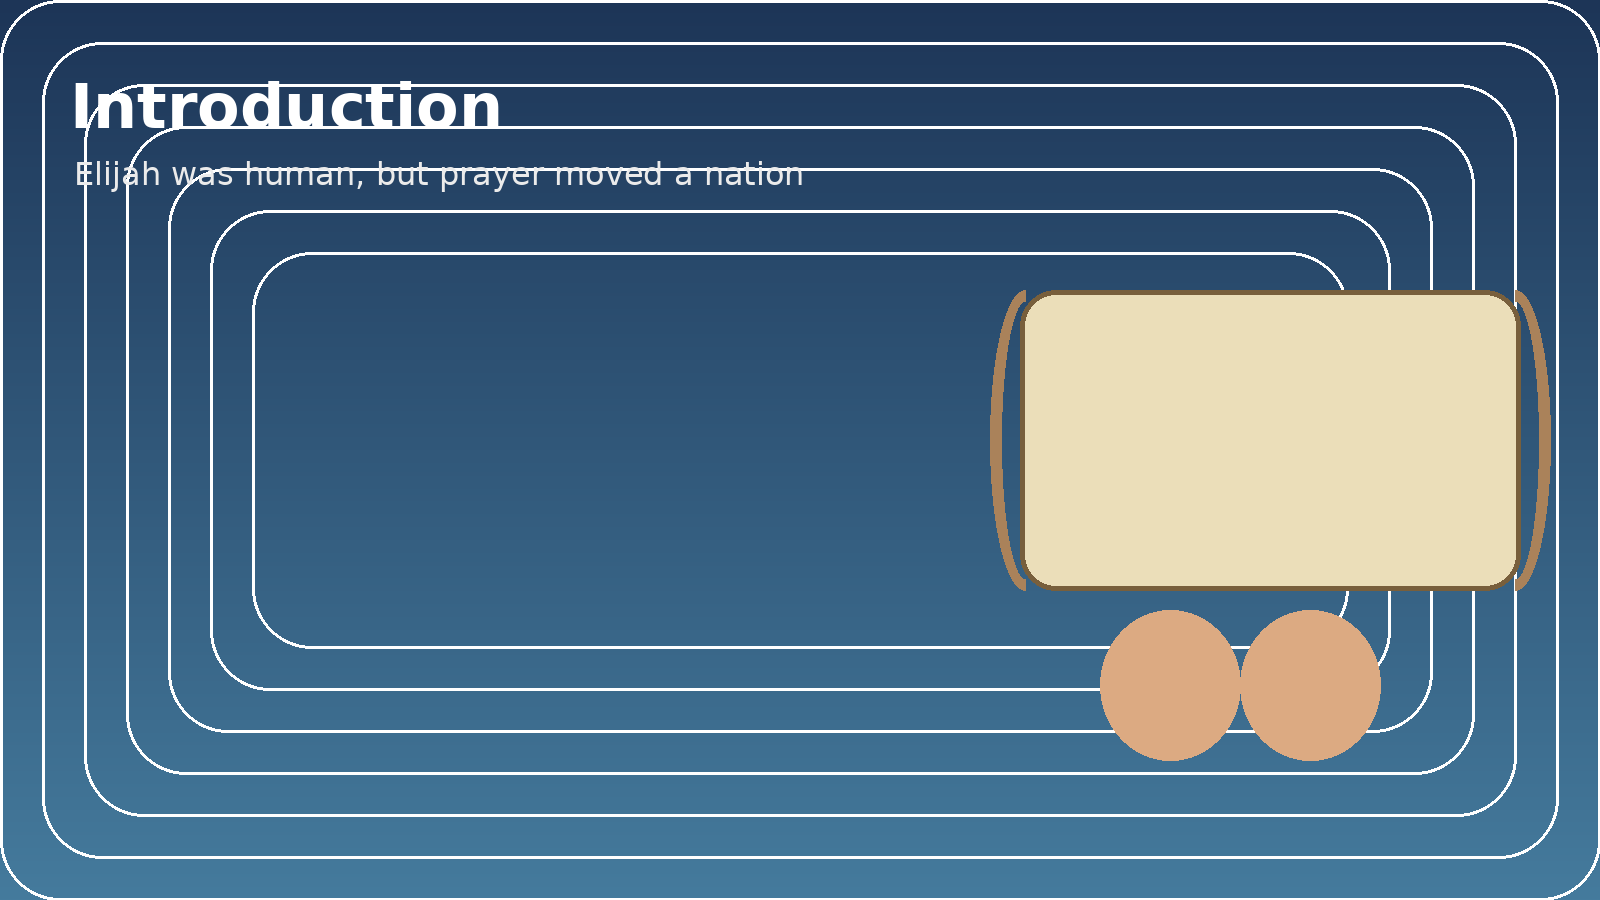 Introduction
Elijah was human, but prayer moved a nation